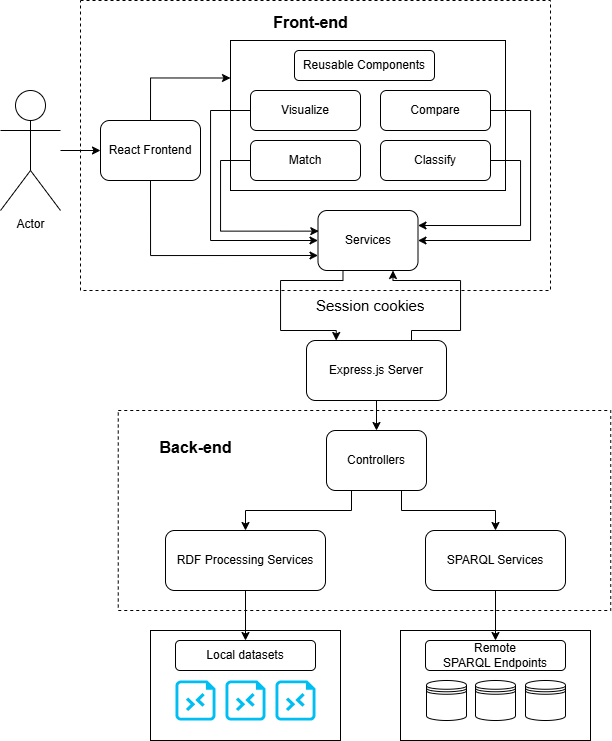 Front-end
Reusable Components
Visualize
Compare
React Frontend
Match
Classify
Actor
Services
Session cookies
Express.js Server
Back-end
Controllers
RDF Processing Services
SPARQL Services
Local datasets
Remote
SPARQL Endpoints